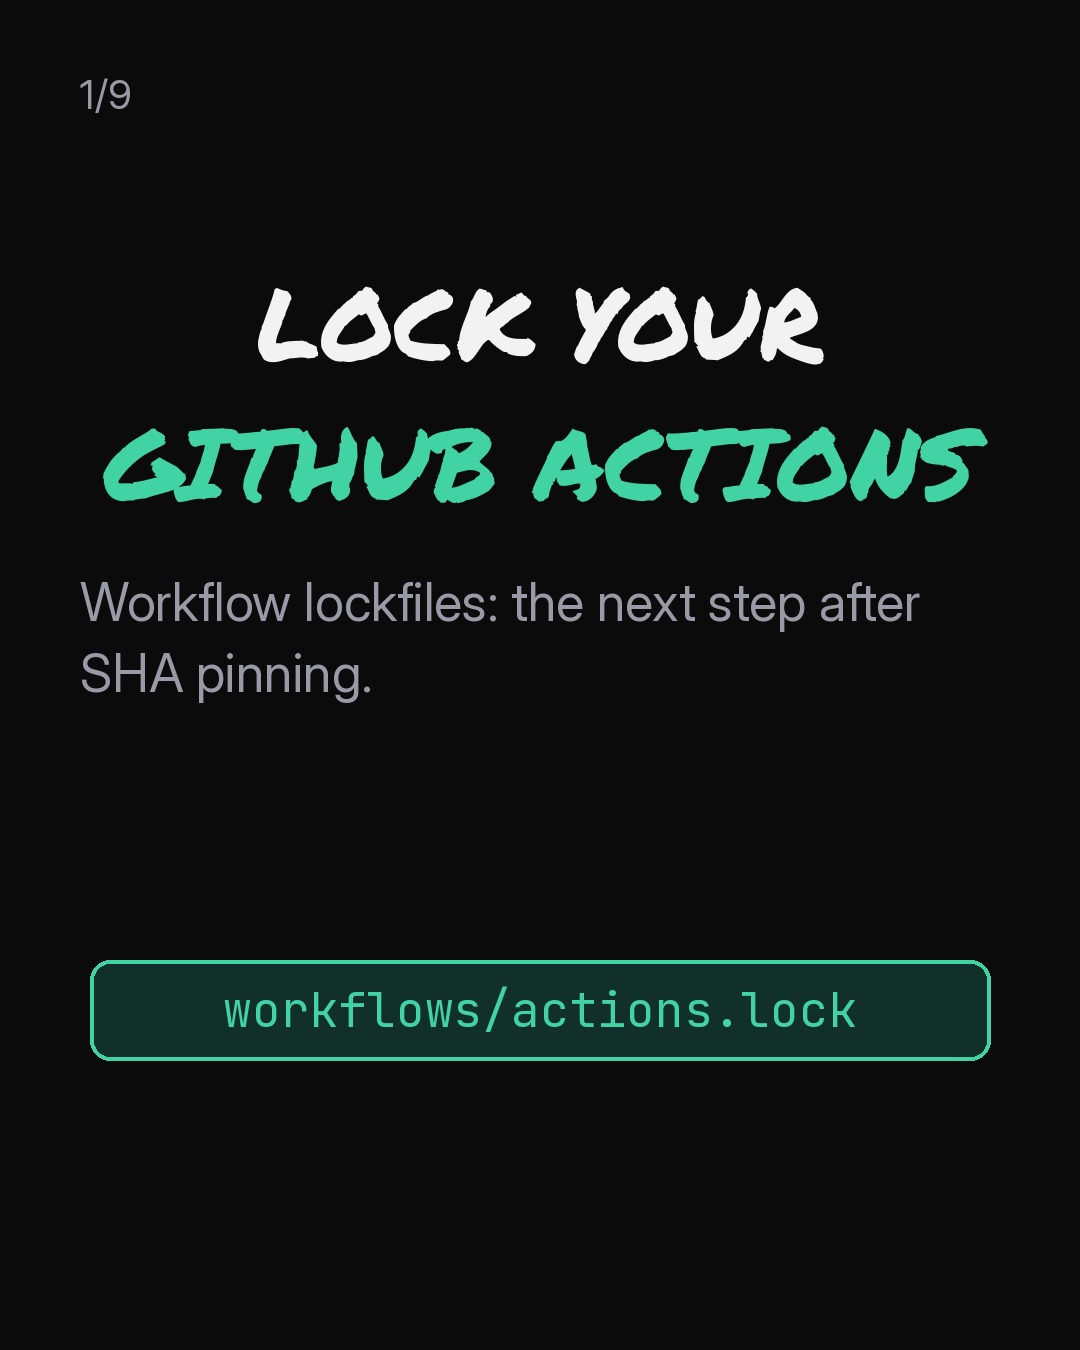 1/9
LOCK YOUR
GITHUB ACTIONS
Workflow lockfiles: the next step after
SHA pinning.
workflows/actions.lock